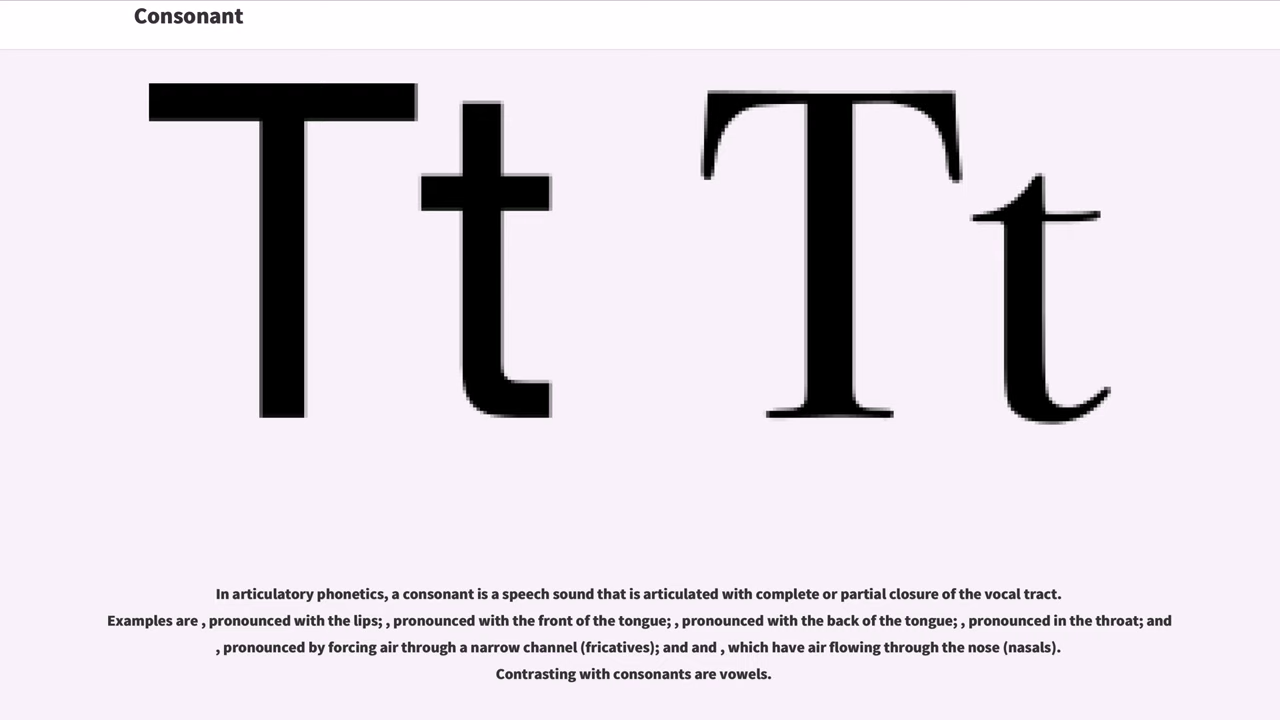 Consonant
Tt Tt
In articulatory phonetics, a consonant is a speech sound that is articulated with complete or partial closure of the vocal tract.
Examples are , pronounced with the lips; , pronounced with the front of the tongue; , pronounced with the back of the tongue; , pronounced in the throat; and
, pronounced by forcing air through a narrow channel (fricatives); and and , which have air flowing through the nose (nasals).
Contrasting with consonants are vowels.